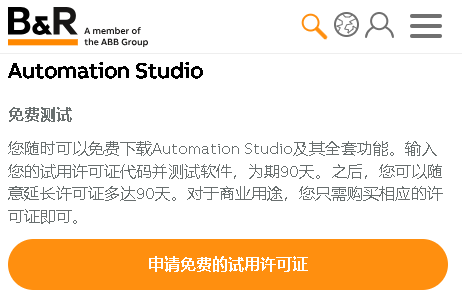 B&R
A member of
the ABB Group
Automation Studio
免费测试
您随时可以免费下载Automation Studio及其全套功能。输入
您的试用许可证代码并测试软件，为期90天。之后，您可以随
意延长许可证多达90天。对于商业用途，您只需购买相应的许
可证即可。
申请免费的试用许可证